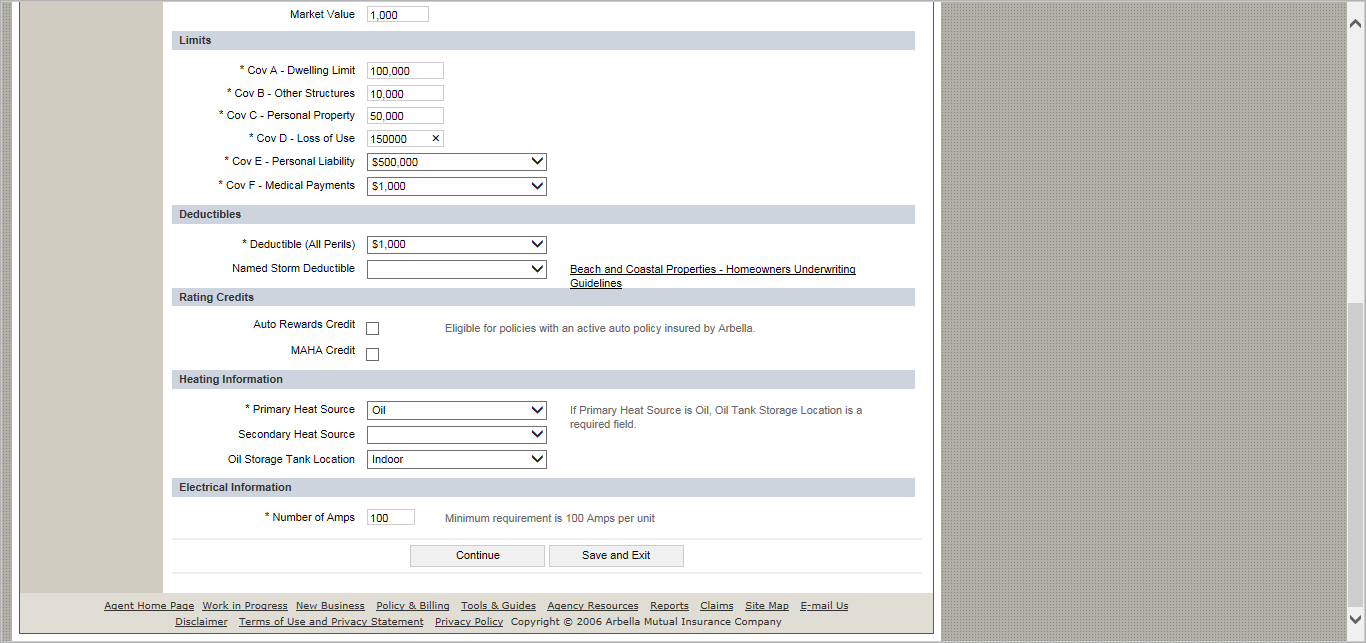 Market Value 1,000
Limits
* Cov A - Dwelling Limit 100,000
* Cov B - Other Structures 10,000
* Cov C - Personal Property 50,000
* Cov D - Loss of Use 150000 ×
* Cov E - Personal Liability $500,000
* Cov F - Medical Payments $1,000
Deductibles
* Deductible (All Perils) $1,000
Named Storm Deductible Beach and Coastal Properties - Homeowners Underwriting
Guidelines
Rating Credits
Auto Rewards Credit Eligible for policies with an active auto policy insured by Arbella.
MAHA Credit
Heating Information
* Primary Heat Source Oil If Primary Heat Source is Oil, Oil Tank Storage Location is a
required field.
Secondary Heat Source
Oil Storage Tank Location Indoor
Electrical Information
* Number of Amps 100 Minimum requirement is 100 Amps per unit
Continue Save and Exit
Agent Home Page Work in Progress New Business Policy & Billing Tools & Guides Agency Resources Reports Claims Site Map E-mail Us
Disclaimer Terms of Use and Privacy Statement Privacy Policy Copyright © 2006 Arbella Mutual Insurance Company